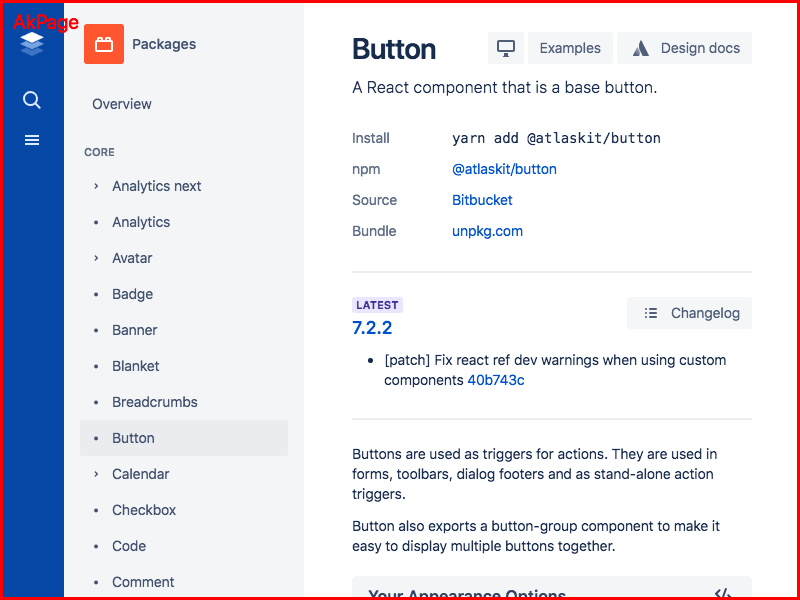 AkPage
Packages
Overview
CORE
Analytics next
Analytics
Avatar
Badge
Banner
Blanket
Breadcrumbs
Button
Calendar
Checkbox
Code
Comment
Button
Examples
Design docs
A React component that is a base button.
Install yarn add @atlaskit/button
npm @atlaskit/button
Source Bitbucket
Bundle unpkg.com
LATEST
7.2.2
Changelog
• [patch] Fix react ref dev warnings when using custom
components 40b743c
Buttons are used as triggers for actions. They are used in
forms, toolbars, dialog footers and as stand-alone action
triggers.
Button also exports a button-group component to make it
easy to display multiple buttons together.
Your Appearance Options